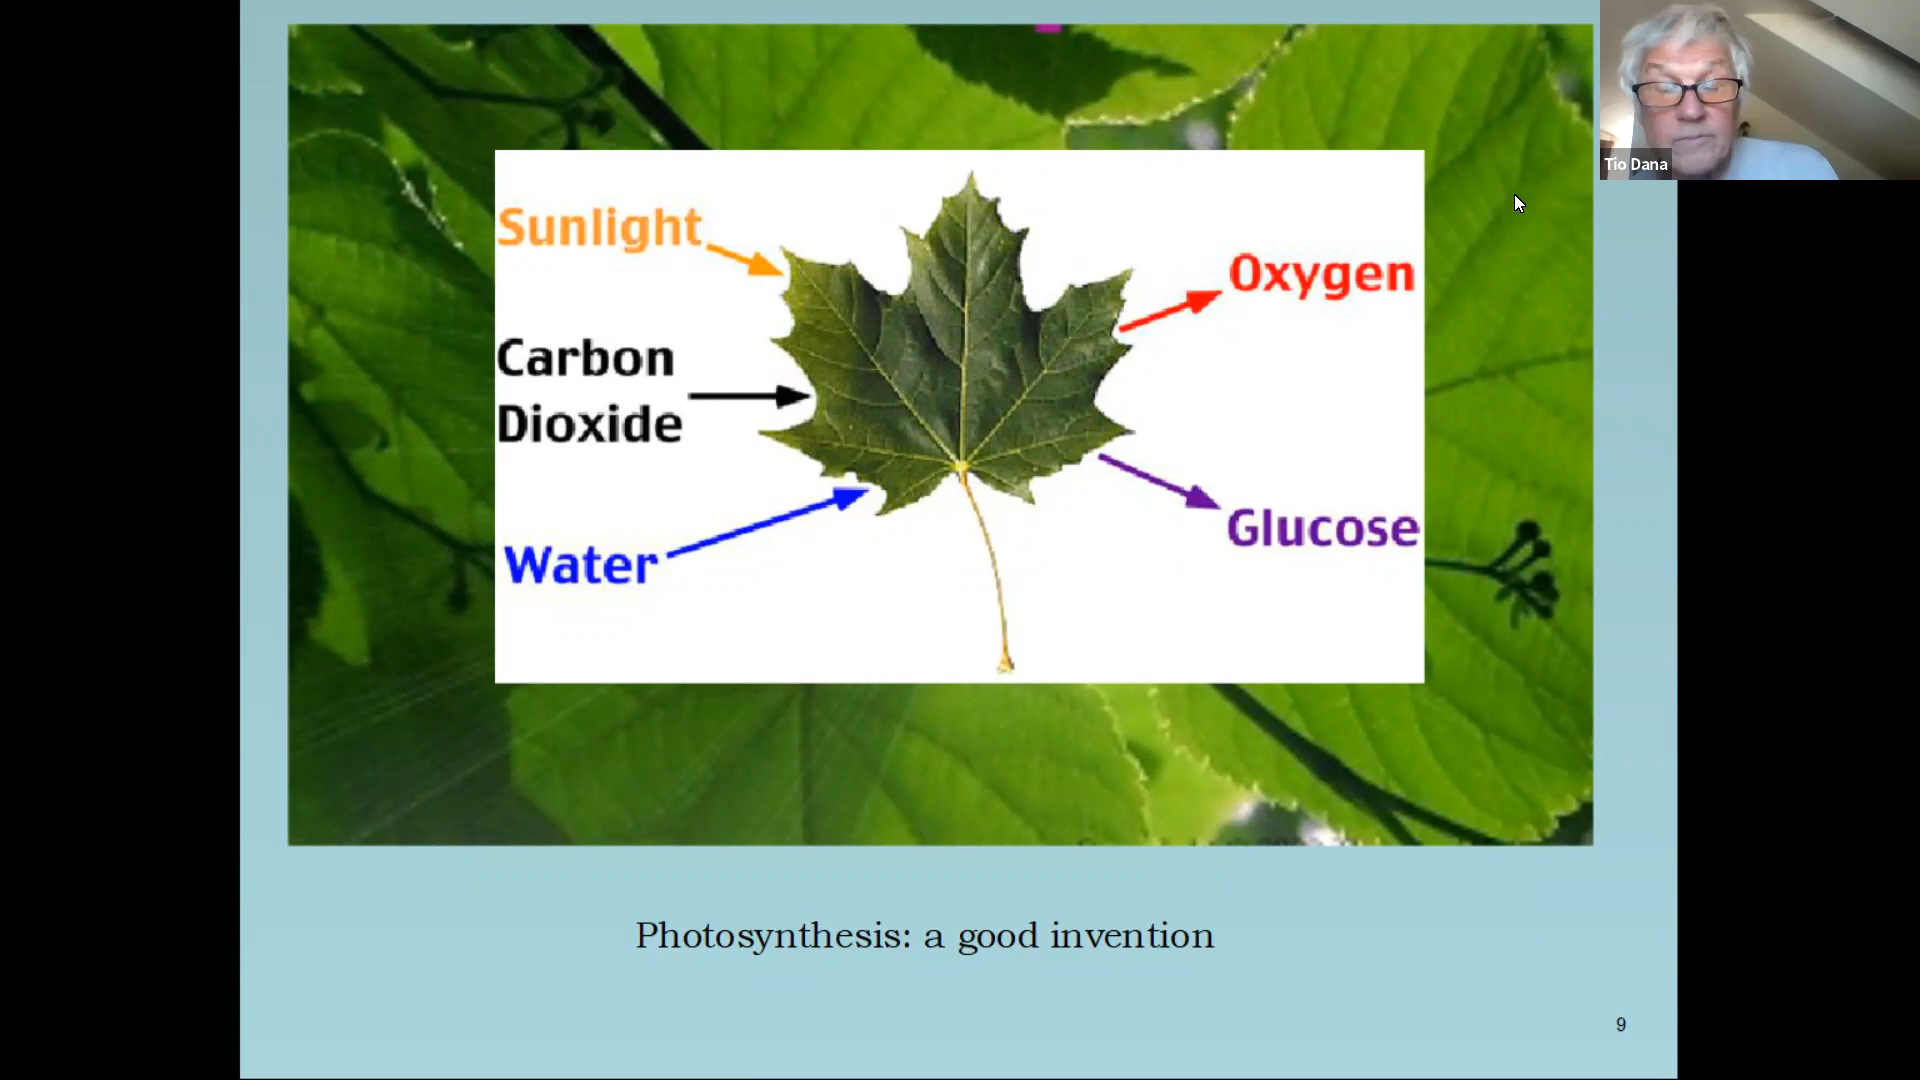 Sunlight
Carbon
Dioxide
Water
Oxygen
Glucose
Photosynthesis: a good invention
9
Tio Dana